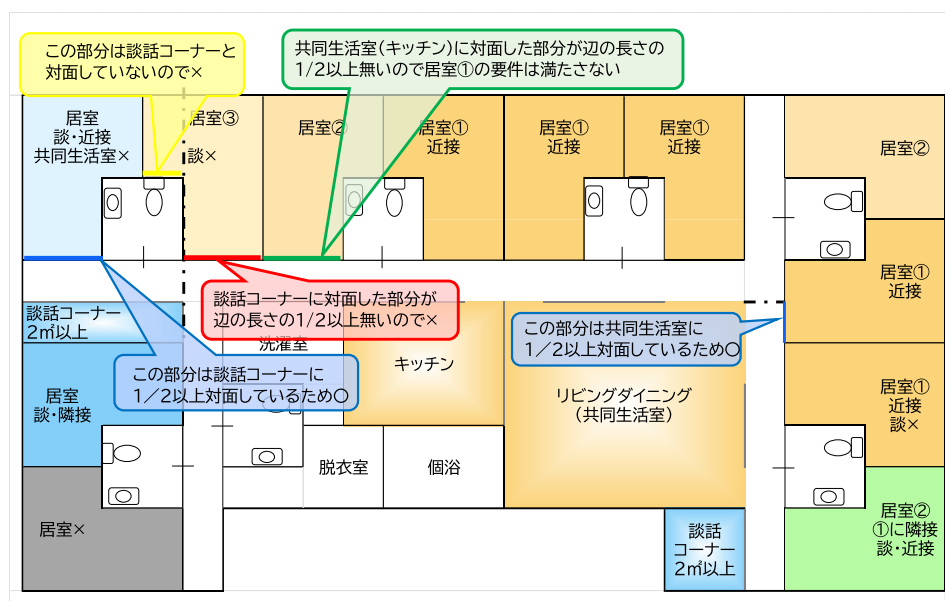 この部分は談話コーナーと
対面していないので×
共同生活室(キッチン)に対面した部分が辺の長さの
1/2以上無いので居室①の要件は満たさない
居室
談・近接
共同生活室×
居室③
談×
居室②
居室①
近接
居室①
近接
居室①
近接
居室②
居室①
近接
談話コーナーに対面した部分が
辺の長さの1/2以上無いので×
談話コーナー
2㎡以上
この部分は共同生活室に
1/2以上対面しているため〇
洗濯室
キッチン
この部分は談話コーナーに
1/2以上対面しているため〇
リビングダイニング
(共同生活室)
居室
談・隣接
居室①
近接
談×
脱衣室
個浴
居室×
談話
コーナー
2㎡以上
居室②
①に隣接
談・近接